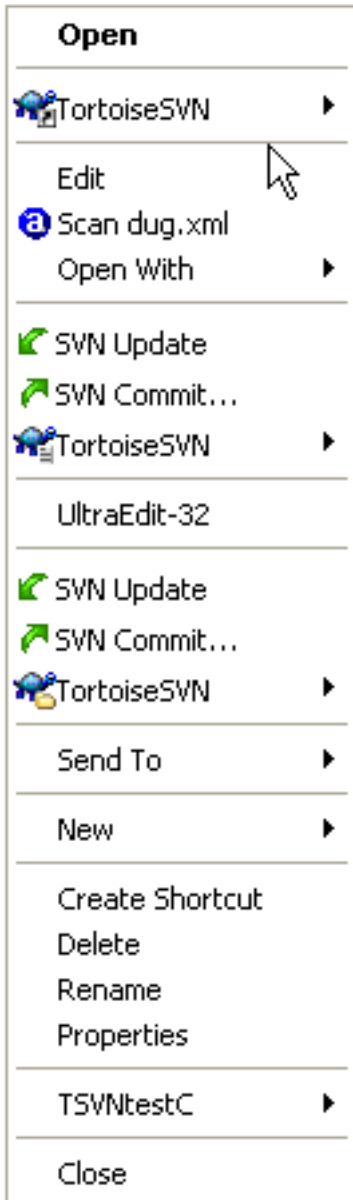 Open
TortoiseSVN
Edit
Scan dug.xml
Open With
SVN Update
SVN Commit...
TortoiseSVN
UltraEdit-32
SVN Update
SVN Commit...
TortoiseSVN
Send To
New
Create Shortcut
Delete
Rename
Properties
TSVNtestC
Close